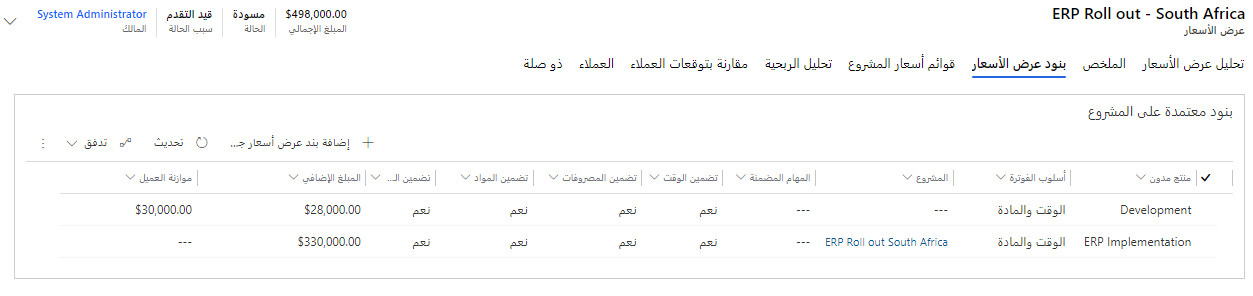 ERP Roll out - South Africa
عرض الأسعار
$498,000.00
المبلغ الإجمالي
مسودة
الحالة
قيد التقدم
سبب الحالة
System Administrator
المالك
تحليل عرض الأسعار الملخص بنود عرض الأسعار قوائم أسعار المشروع تحليل الربحية مقارنة بتوقعات العملاء العملاء ذو صلة
بنود معتمدة على المشروع
إضافة بند عرض أسعار جـ... تحديث تدفق
منتج مدون أسلوب الفوترة المشروع المهام المضمنة تضمين الوقت تضمين المصروفات تضمين المواد تضمين الـ... المبلغ الإضافي موازنة العميل
Development الوقت والمادة --- --- نعم نعم نعم نعم $28,000.00 $30,000.00
ERP Implementation الوقت والمادة ERP Roll out South Africa --- نعم نعم نعم نعم $330,000.00 ---